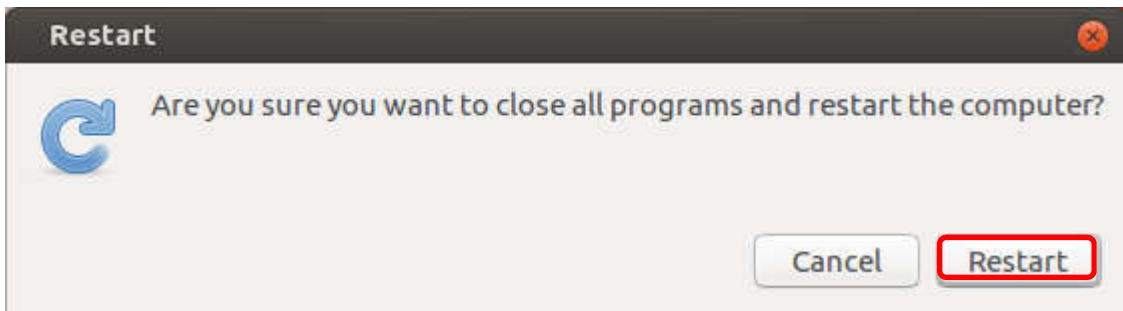 Restart
Are you sure you want to close all programs and restart the computer?
Cancel Restart